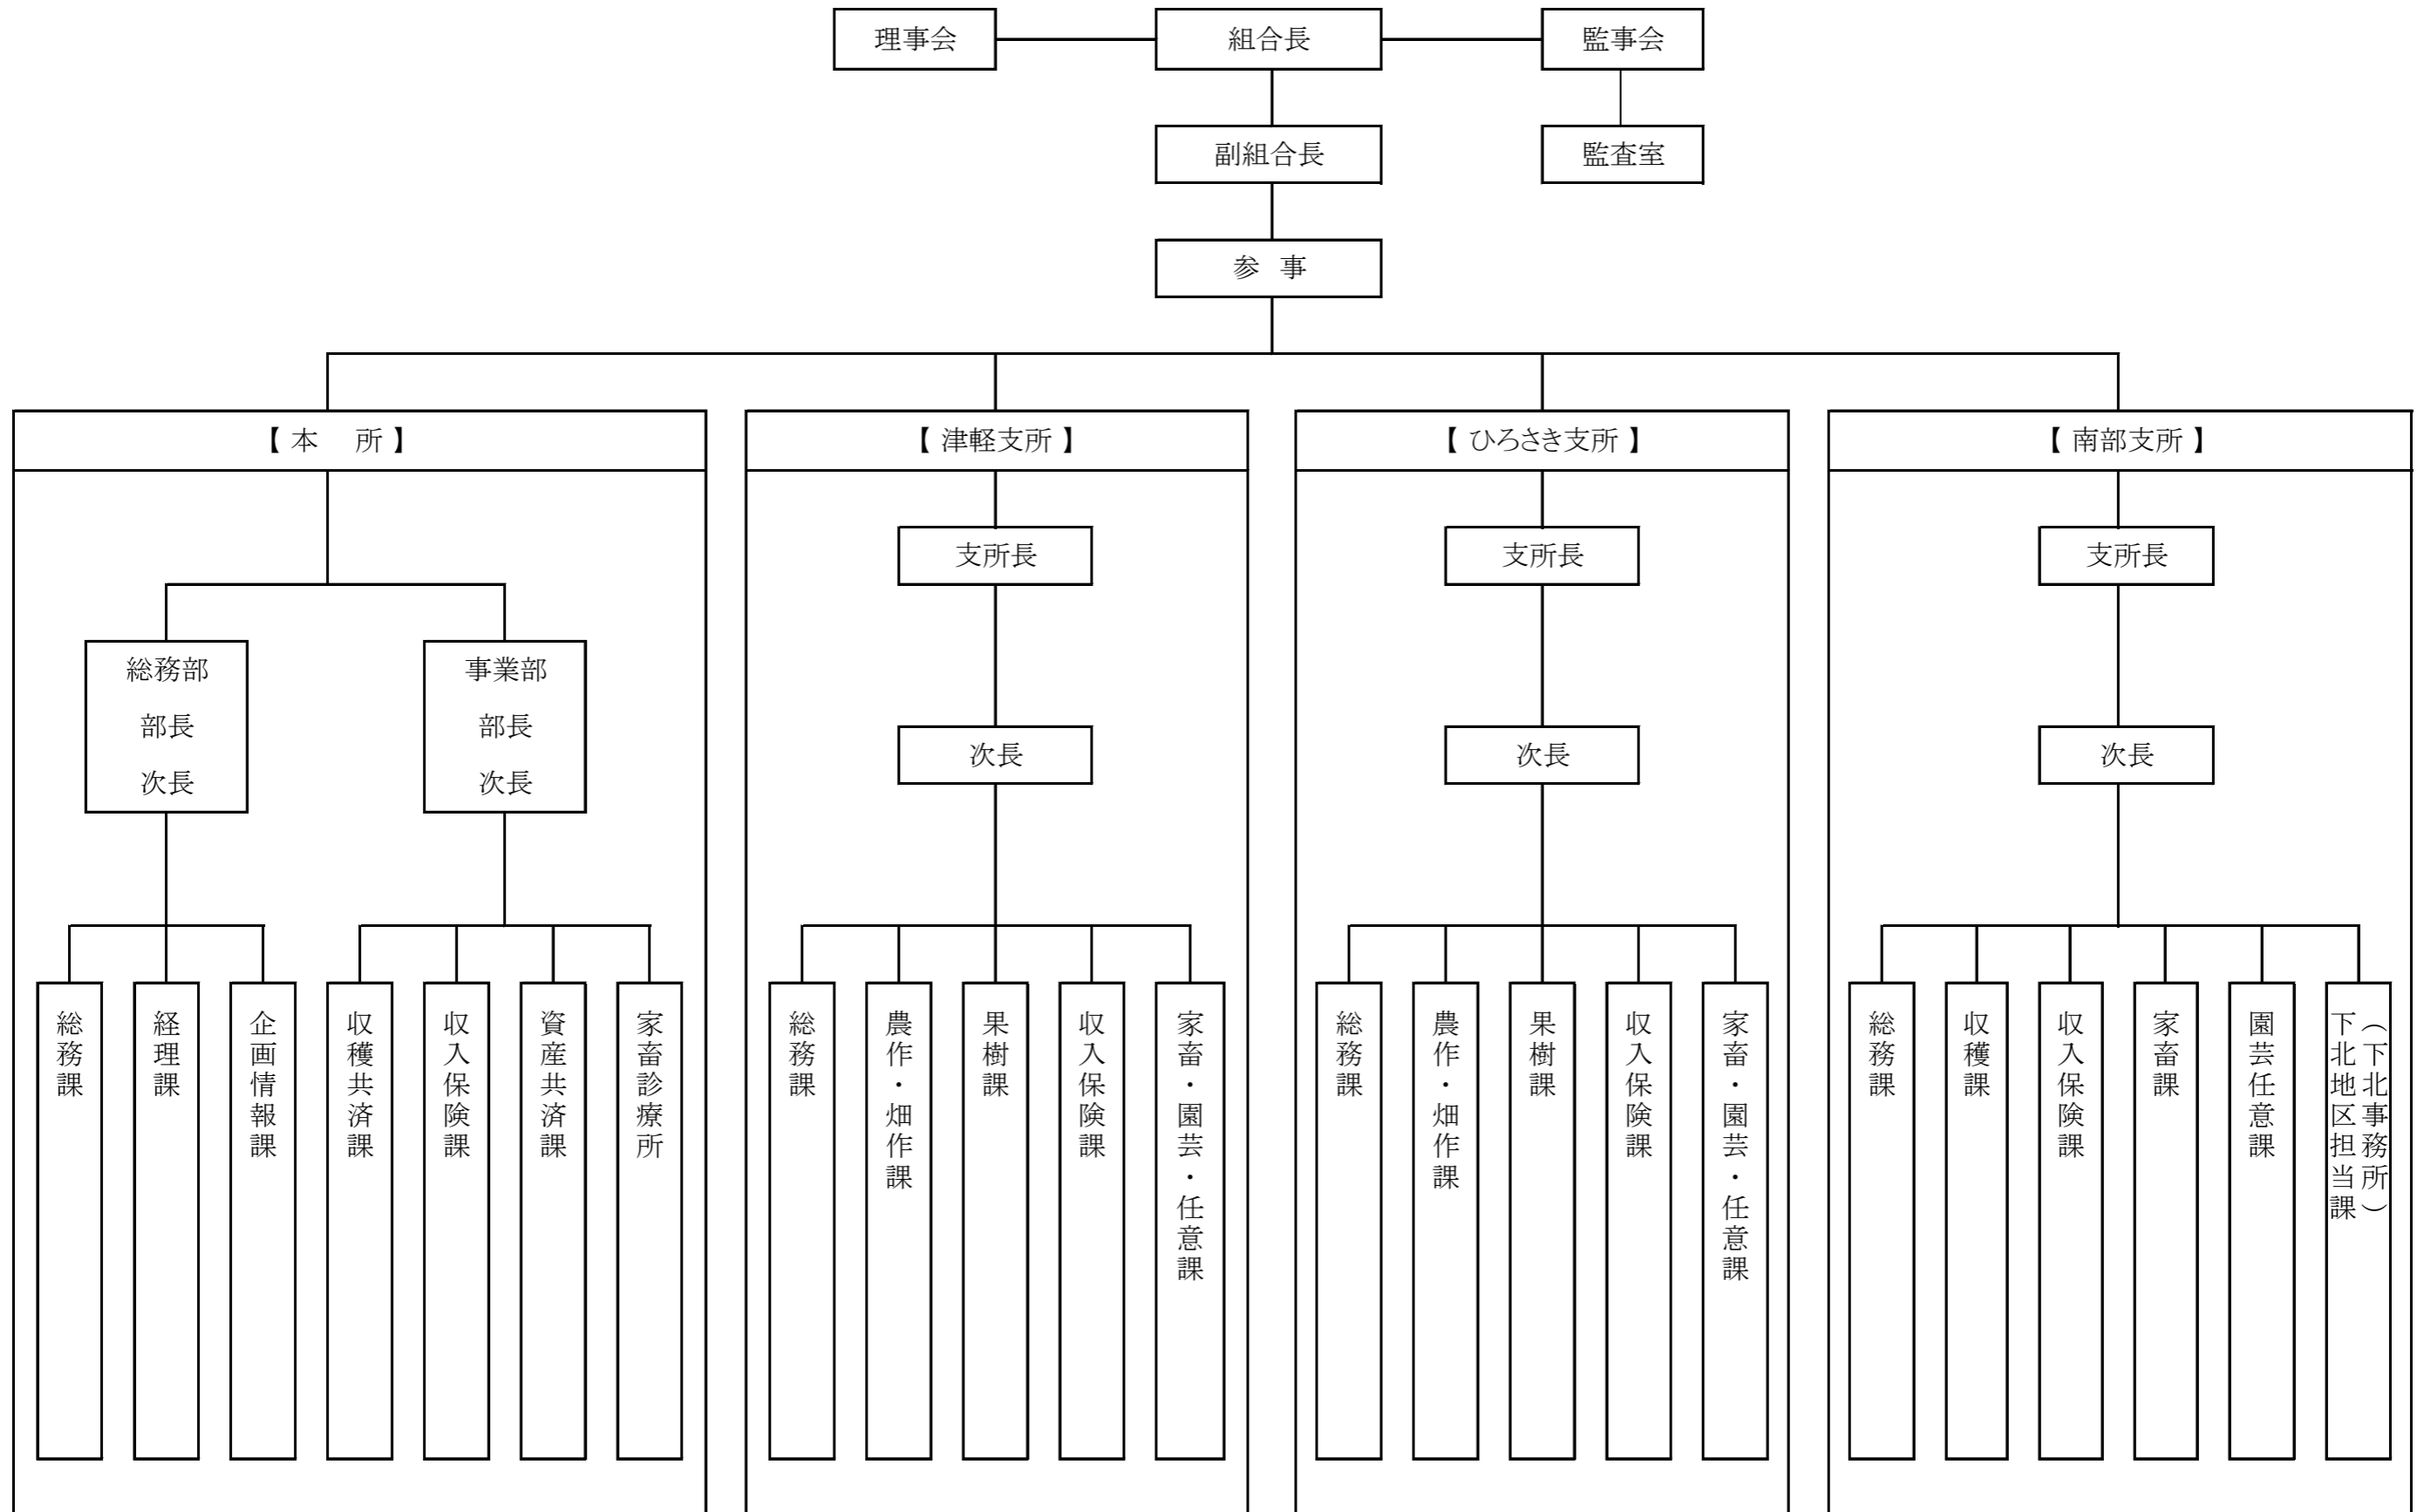 理事会
組合長
監事会
副組合長
監査室
参 事
【 本 所 】
【 津軽支所 】
【 ひろさき支所 】
【 南部支所 】
支所長
支所長
支所長
総務部
部長
次長
事業部
部長
次長
次長
次長
次長
総務課
経理課
企画情報課
収穫共済課
収入保険課
資産共済課
家畜診療所
総務課
農作・畑作課
果樹課
収入保険課
家畜・園芸・任意課
総務課
農作・畑作課
果樹課
収入保険課
家畜・園芸・任意課
総務課
収穫課
収入保険課
家畜課
園芸任意課
（下北事務所）
下北地区担当課